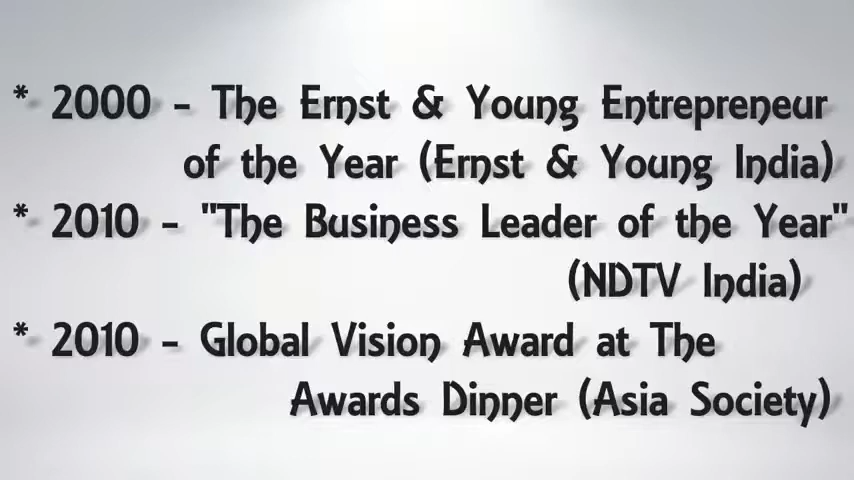 * 2000 - The Ernst & Young Entrepreneur
of the Year (Ernst & Young India)
* 2010 - "The Business Leader of the Year"
(NDTV India)
* 2010 - Global Vision Award at The
Awards Dinner (Asia Society)